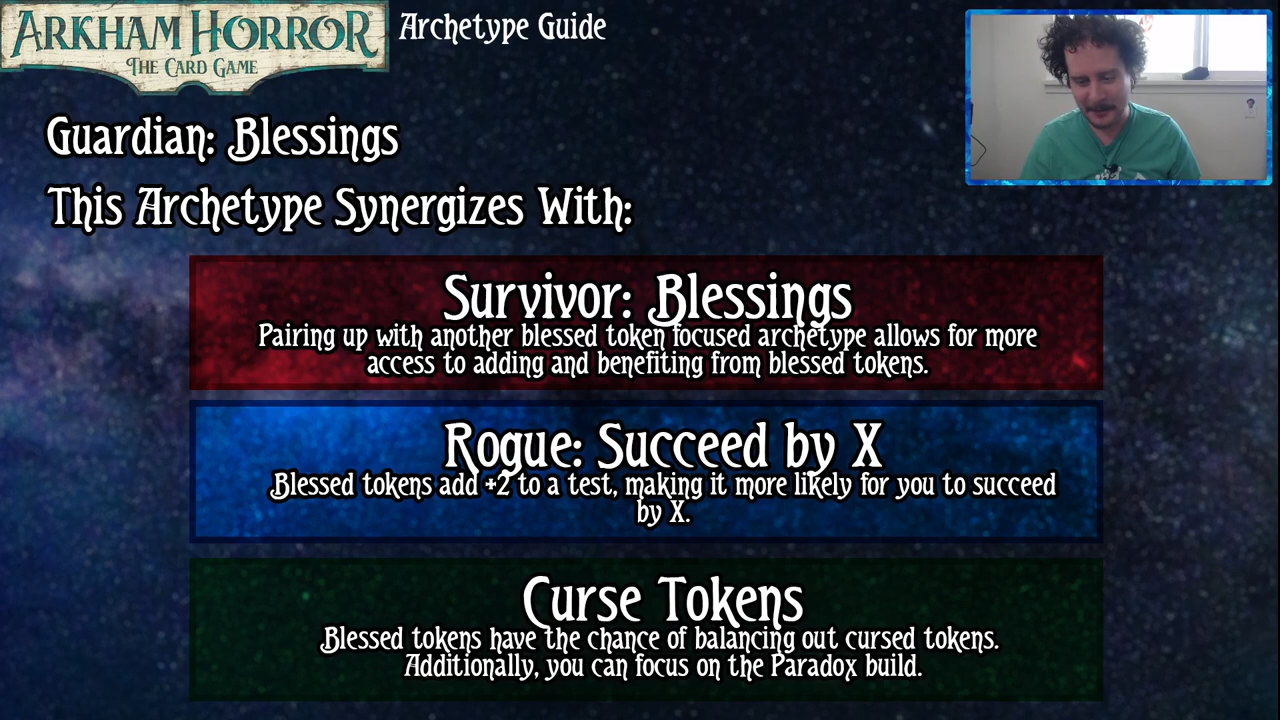 ARKHAM HORROR
THE CARD GAME
Archetype Guide
Guardian: Blessings
This Archetype Synergizes With:
Survivor: Blessings
Pairing up with another blessed token focused archetype allows for more
access to adding and benefiting from blessed tokens.
Rogue: Succeed by X
Blessed tokens add +2 to a test, making it more likely for you to succeed
by X.
Curse Tokens
Blessed tokens have the chance of balancing out cursed tokens.
Additionally, you can focus on the Paradox build.